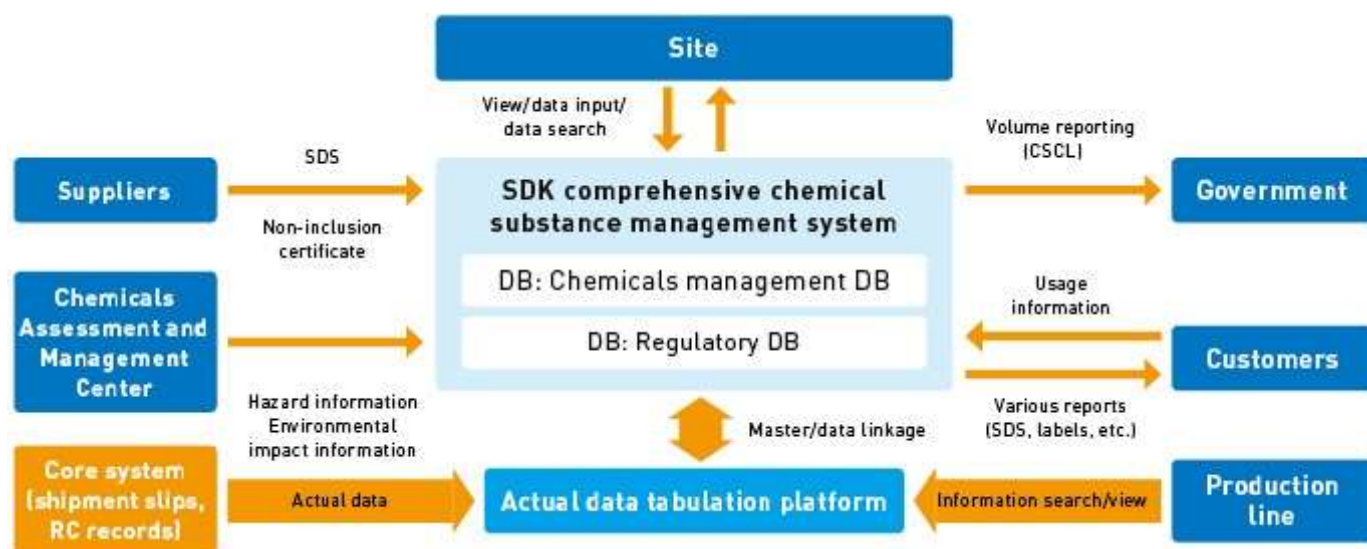 Site
View/data input/
data search
Suppliers
SDS
Non-inclusion
certificate
SDK comprehensive chemical
substance management system
DB: Chemicals management DB
DB: Regulatory DB
Volume reporting
(CSCL)
Government
Chemicals
Assessment and
Management
Center
Hazard information
Environmental
impact information
Usage
information
Customers
Various reports
(SDS, labels, etc.)
Master/data linkage
Core system
(shipment slips,
RC records)
Actual data
Actual data tabulation platform
Information search/view
Production
line